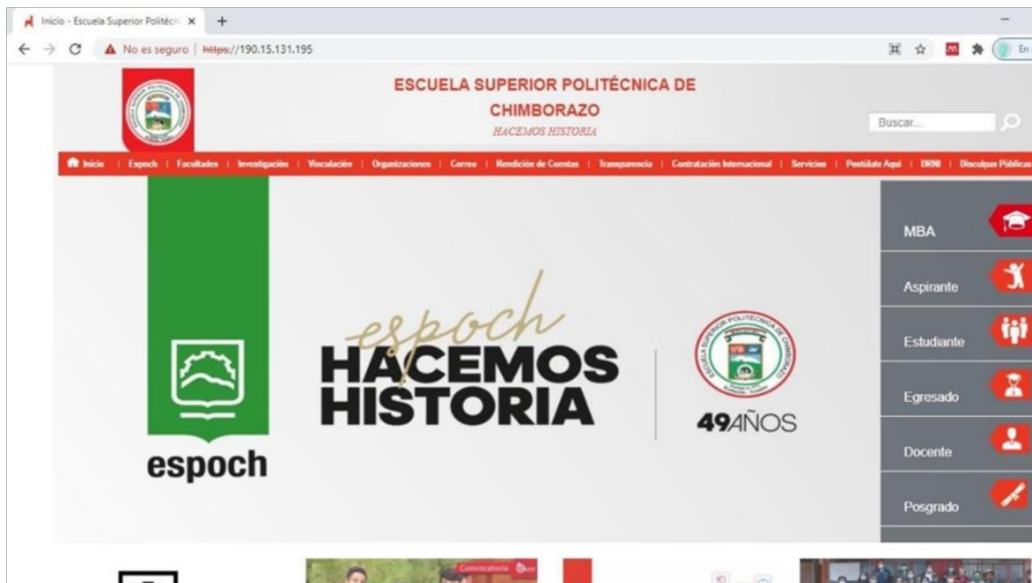 Inicio - Escuela Superior Politécn
No es seguro | https://190.15.131.195
En
ESCUELA SUPERIOR POLITÉCNICA DE
CHIMBORAZO
HACEMOS HISTORIA
Buscar...
Inicio | Espoch | Facultades | Investigación | Vinculación | Organizaciones | Correo | Rendición de Cuentas | Transparencia | Contratación Internacional | Servicios | Postúlate Aquí | DRNI | Disculpas Públicas
MBA
Aspirante
Estudiante
Egresado
Docente
Posgrado
espoch
HACEMOS
HISTORIA
49AÑOS
espoch
Convocatoria